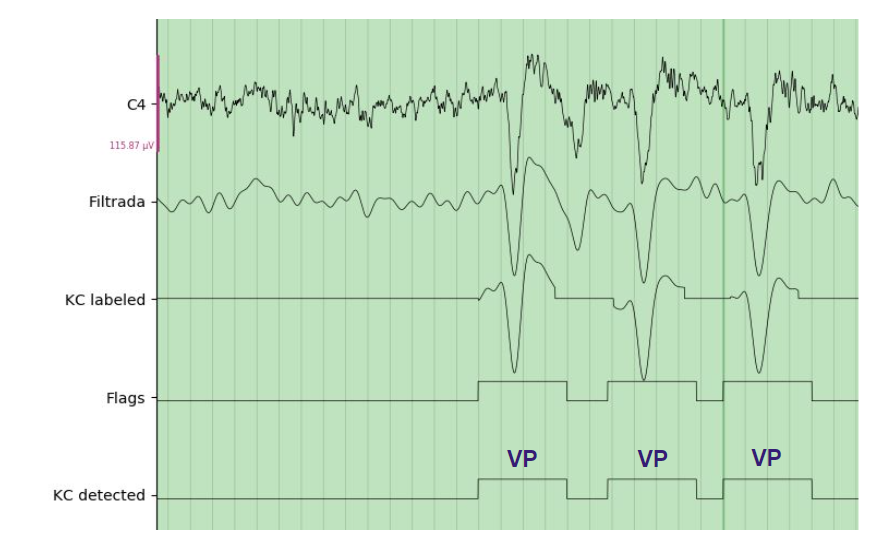 C4
115.87 µV
Filtrada
KC labeled
Flags
VP VP VP
KC detected